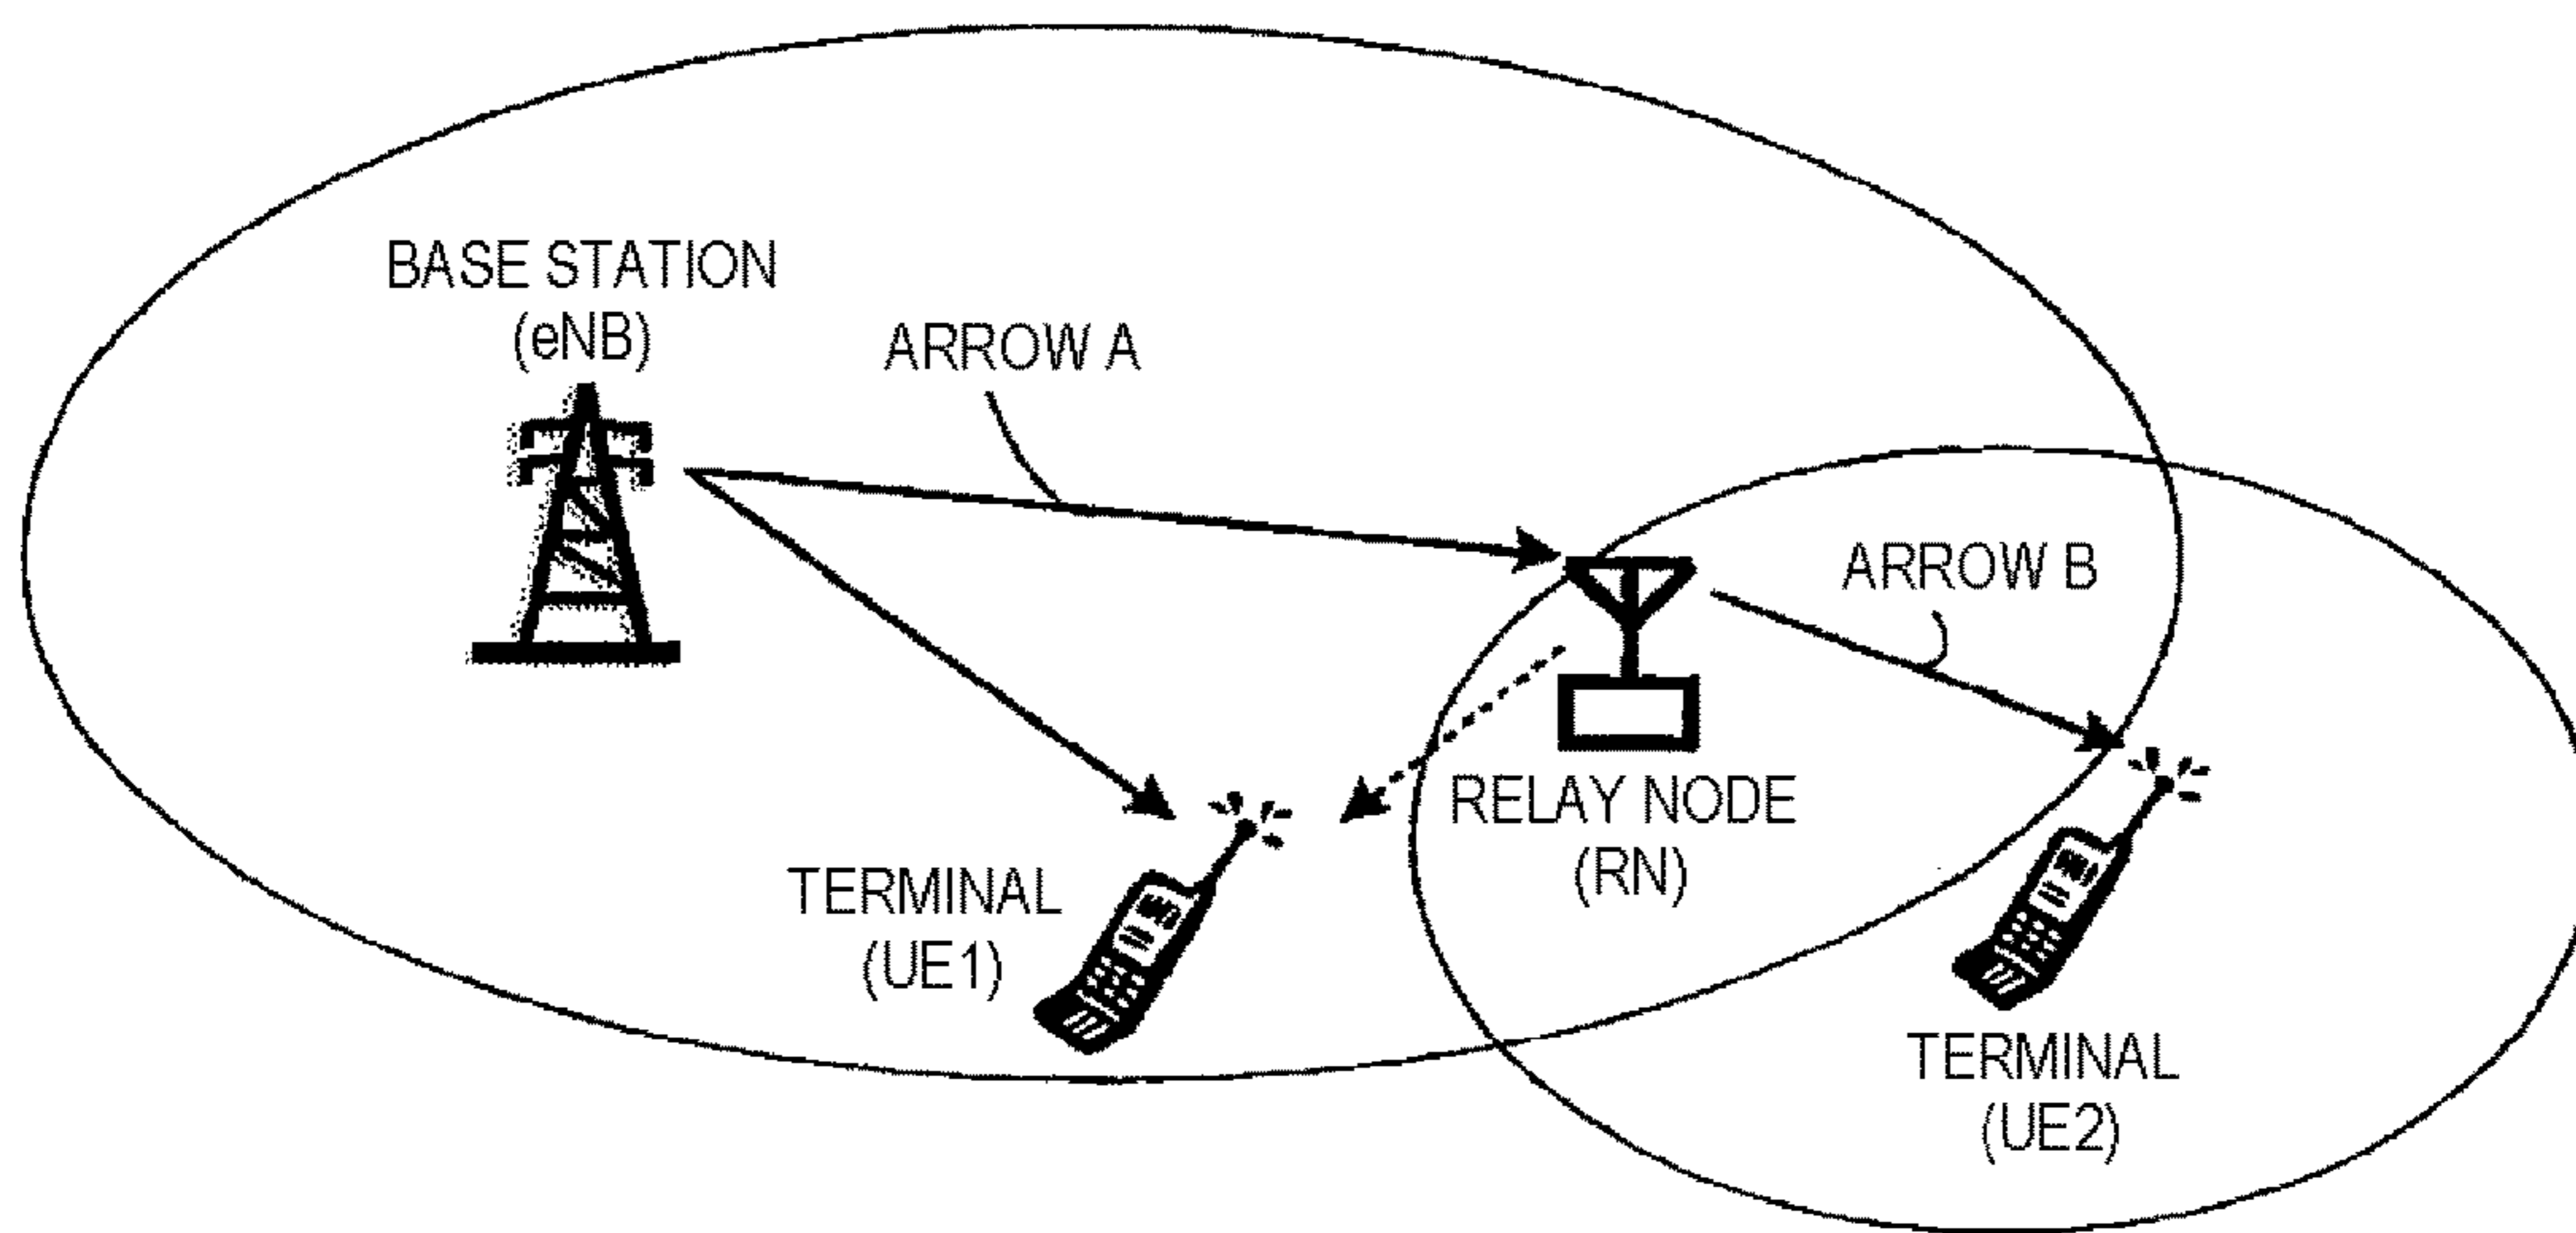 BASE STATION
(eNB)
ARROW A
ARROW B
RELAY NODE
(RN)
TERMINAL
(UE1)
TERMINAL
(UE2)